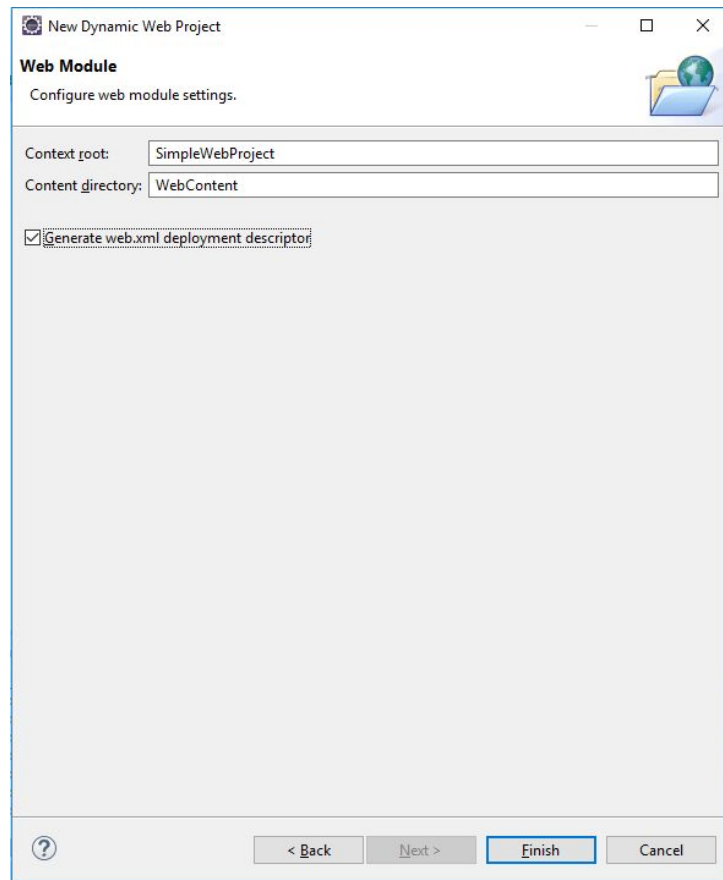 New Dynamic Web Project
Web Module
Configure web module settings.
Context root: SimpleWebProject
Content directory: WebContent
Generate web.xml deployment descriptor
? < Back Next > Finish Cancel